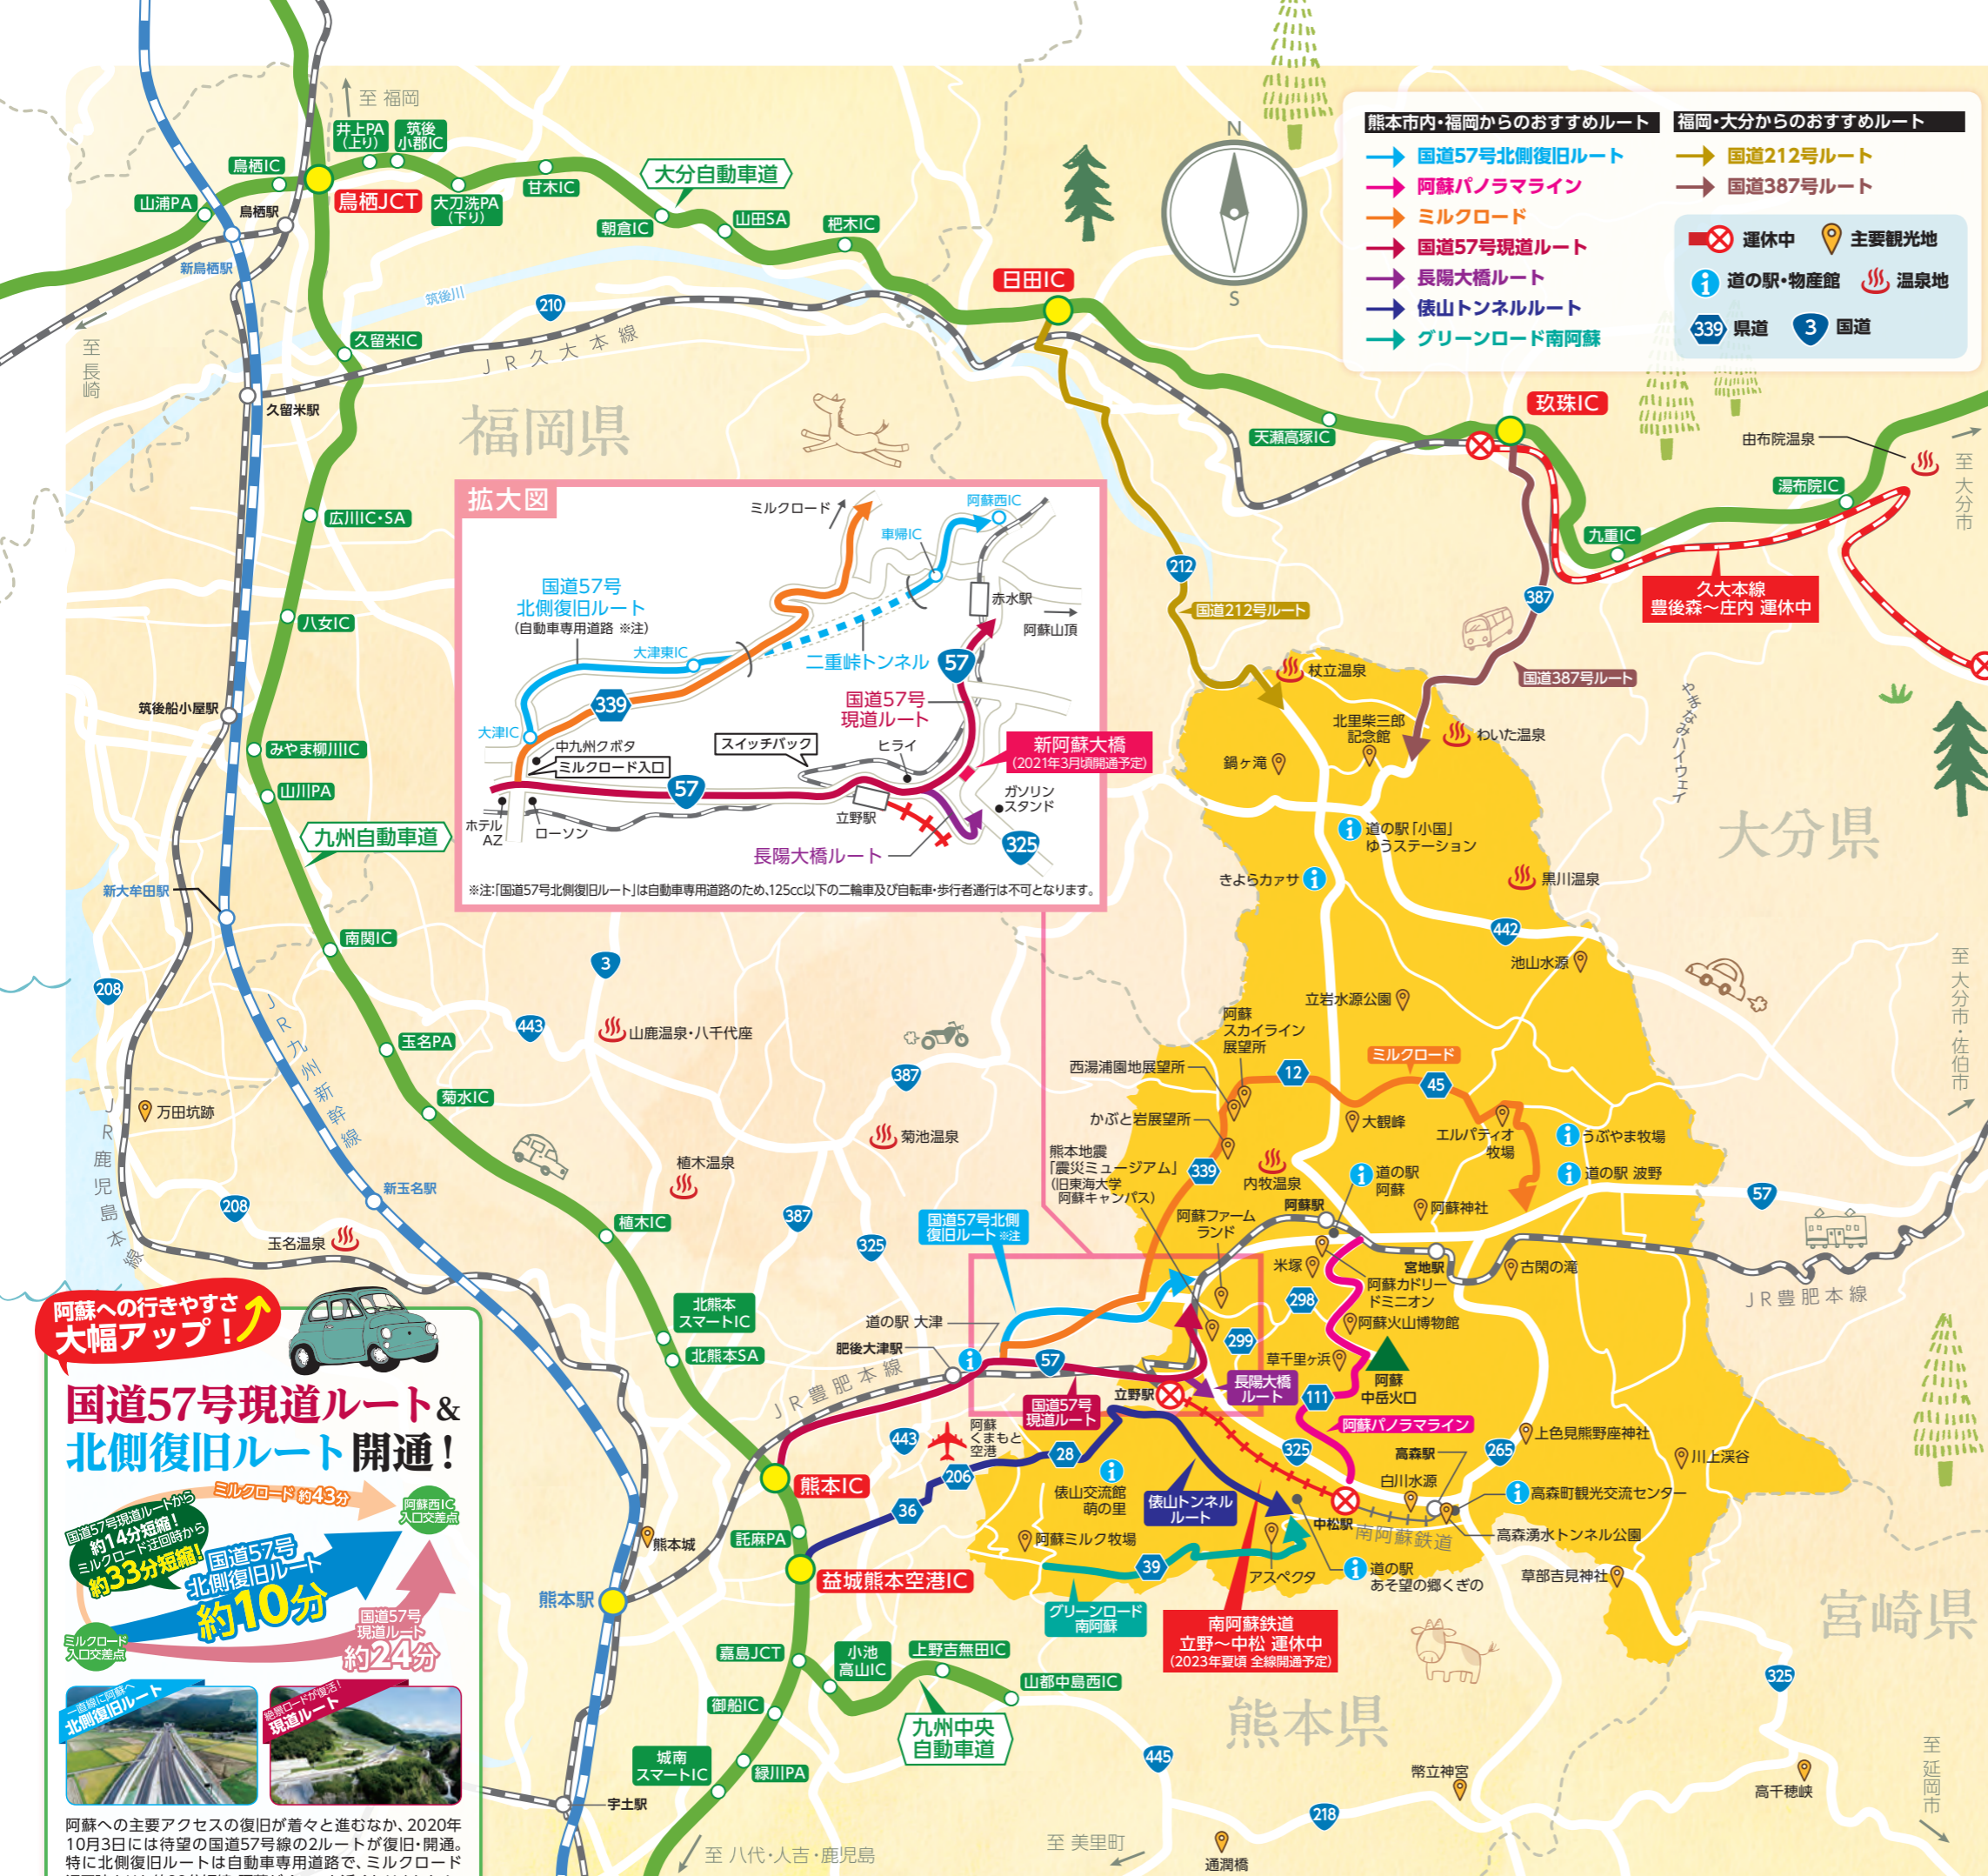 熊本市内・福岡からのおすすめルート
国道57号北側復旧ルート
阿蘇パノラマライン
ミルクロード
国道57号現道ルート
長陽大橋ルート
俵山トンネルルート
グリーンロード南阿蘇
福岡・大分からのおすすめルート
国道212号ルート
国道387号ルート
運休中
主要観光地
道の駅・物産館
温泉地
339 県道
3 国道
N
S
至 福岡
井上PA
(上り)
筑後
小郡IC
鳥栖IC
鳥栖JCT
山浦PA
鳥栖駅
新鳥栖駅
大刀洗PA
(下り)
甘木IC
大分自動車道
朝倉IC
山田SA
杷木IC
日田IC
筑後川
210
JR久大本線
至 長崎
久留米IC
久留米駅
福岡県
天瀬高塚IC
玖珠IC
由布院温泉
湯布院IC
九重IC
至 大分市
久大本線
豊後森〜庄内 運休中
212
国道212号ルート
387
国道387号ルート
やまなみハイウェイ
大分県
広川IC・SA
八女IC
筑後船小屋駅
みやま柳川IC
山川PA
九州自動車道
新大牟田駅
南関IC
208
JR九州新幹線
443
3
山鹿温泉・八千代座
玉名PA
387
菊水IC
万田坑跡
JR鹿児島本線
菊池温泉
植木温泉
新玉名駅
208
387
植木IC
325
玉名温泉
拡大図
ミルクロード
阿蘇西IC
車帰IC
国道57号
北側復旧ルート
(自動車専用道路 ※注)
赤水駅
阿蘇山頂
大津東IC
二重峠トンネル
57
339
国道57号
現道ルート
大津IC
中九州クボタ
ミルクロード入口
スイッチバック
ヒライ
新阿蘇大橋
(2021年3月頃開通予定)
57
ガソリン
スタンド
立野駅
ホテル
AZ
ローソン
長陽大橋ルート
325
※注:「国道57号北側復旧ルート」は自動車専用道路のため、125cc以下の二輪車及び自転車・歩行者通行は不可となります。
杖立温泉
北里柴三郎
記念館
わいた温泉
鍋ヶ滝
道の駅「小国」
ゆうステーション
きよらカァサ
黒川温泉
442
池山水源
立岩水源公園
至 大分市・佐伯市
阿蘇
スカイライン
展望所
西湯浦園地展望所
12
ミルクロード
45
かぶと岩展望所
大観峰
エルパティオ
牧場
うぶやま牧場
熊本地震
「震災ミュージアム」
(旧東海大学
阿蘇キャンパス)
339
内牧温泉
道の駅
阿蘇
道の駅 波野
57
阿蘇駅
阿蘇神社
阿蘇ファーム
ランド
国道57号北側
復旧ルート※注
米塚
宮地駅
古閑の滝
阿蘇カドリー
ドミニオン
298
JR豊肥本線
阿蘇火山博物館
299
草千里ヶ浜
阿蘇
中岳火口
道の駅 大津
肥後大津駅
57
JR豊肥本線
立野駅
長陽大橋
ルート
111
国道57号
現道ルート
阿蘇パノラマライン
阿蘇
くまもと
空港
443
28
206
36
325
高森駅
265
上色見熊野座神社
川上渓谷
白川水源
高森町観光交流センター
俵山交流館
萌の里
俵山トンネル
ルート
中松駅
南阿蘇鉄道
高森湧水トンネル公園
阿蘇ミルク牧場
39
アスペクタ
道の駅
あそ望の郷くぎの
草部吉見神社
グリーンロード
南阿蘇
南阿蘇鉄道
立野〜中松 運休中
(2023年夏頃 全線開通予定)
宮崎県
熊本県
北熊本
スマートIC
北熊本SA
熊本IC
託麻PA
熊本城
益城熊本空港IC
熊本駅
嘉島JCT
小池
高山IC
上野吉無田IC
山都中島西IC
九州中央
自動車道
御船IC
城南
スマートIC
緑川PA
宇土駅
至 八代・人吉・鹿児島
至 美里町
445
218
通潤橋
幣立神宮
325
高千穂峡
至 延岡市
阿蘇への行きやすさ
大幅アップ!
国道57号現道ルート&
北側復旧ルート開通!
ミルクロード 約43分
阿蘇西IC
入口交差点
国道57号現道ルートから
約14分短縮!
ミルクロード迂回時から
約33分短縮!
国道57号
北側復旧ルート
約10分
国道57号
現道ルート
約24分
ミルクロード
入口交差点
一直線に阿蘇へ
北側復旧ルート
絶景ロードが復活!
現道ルート
阿蘇への主要アクセスの復旧が着々と進むなか、2020年
10月3日には待望の国道57号線の2ルートが復旧・開通。
特に北側復旧ルートは自動車専用道路で、ミルクロード